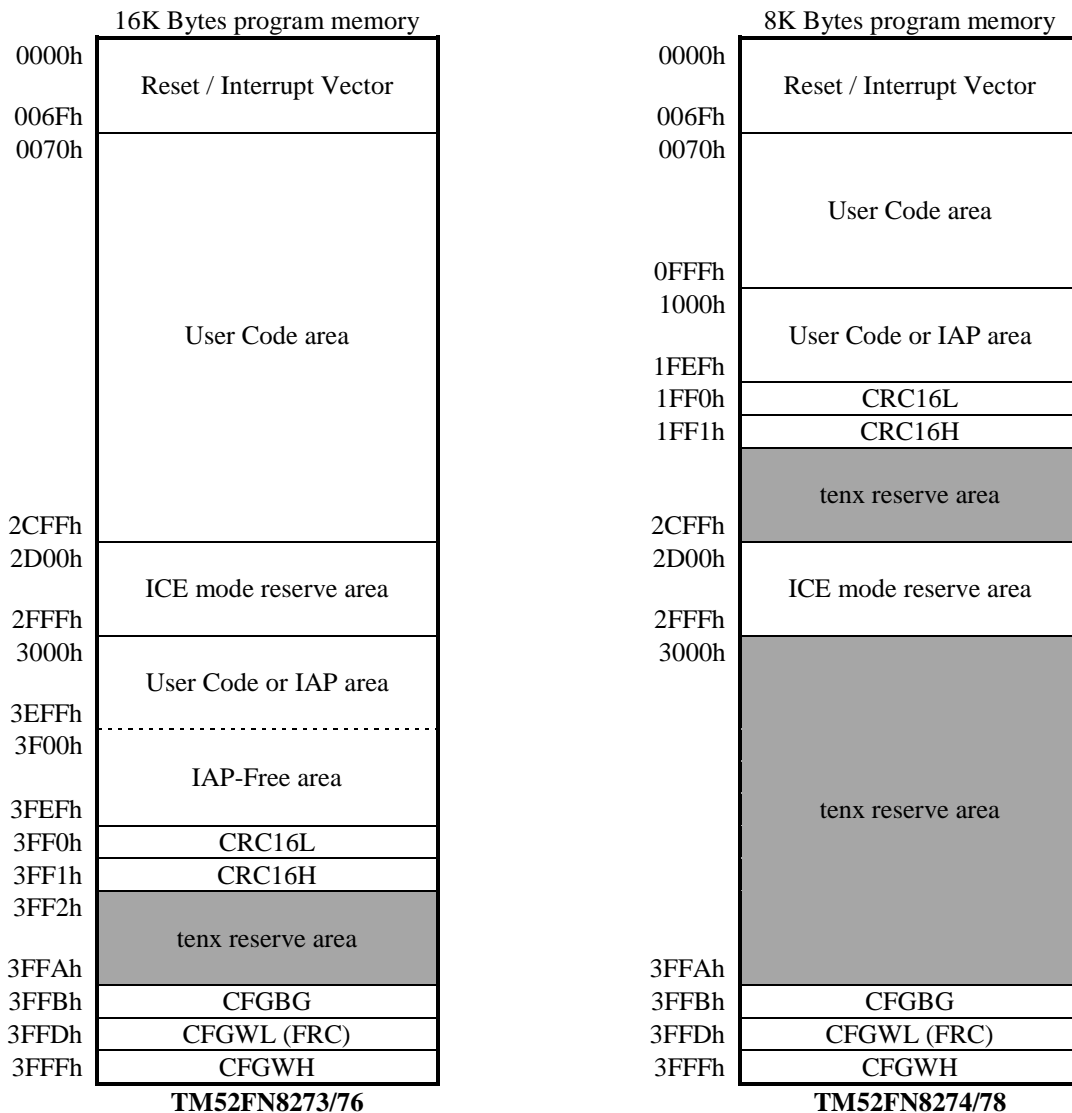 16K Bytes program memory
0000h
Reset / Interrupt Vector
006Fh
0070h
User Code area
2CFFh
2D00h
ICE mode reserve area
2FFFh
3000h
User Code or IAP area
3EFFh
3F00h
IAP-Free area
3FEFh
3FF0h CRC16L
3FF1h CRC16H
3FF2h
tenx reserve area
3FFAh
3FFBh CFGBG
3FFDh CFGWL (FRC)
3FFFh CFGWH
TM52FN8273/76
8K Bytes program memory
0000h
Reset / Interrupt Vector
006Fh
0070h
User Code area
0FFFh
1000h
User Code or IAP area
1FEFh
1FF0h CRC16L
1FF1h CRC16H
tenx reserve area
2CFFh
2D00h
ICE mode reserve area
2FFFh
3000h
tenx reserve area
3FFAh
3FFBh CFGBG
3FFDh CFGWL (FRC)
3FFFh CFGWH
TM52FN8274/78